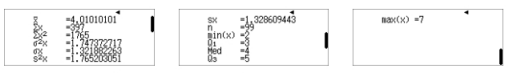 x̄ =4.01010101
Σx =397
Σx² =1765
σ²x =1.747372717
σx =1.321882263
s²x =1.765203051
sx =1.328609443
n =99
min(x) =2
Q₁ =3
Med =4
Q₃ =5
max(x) =7